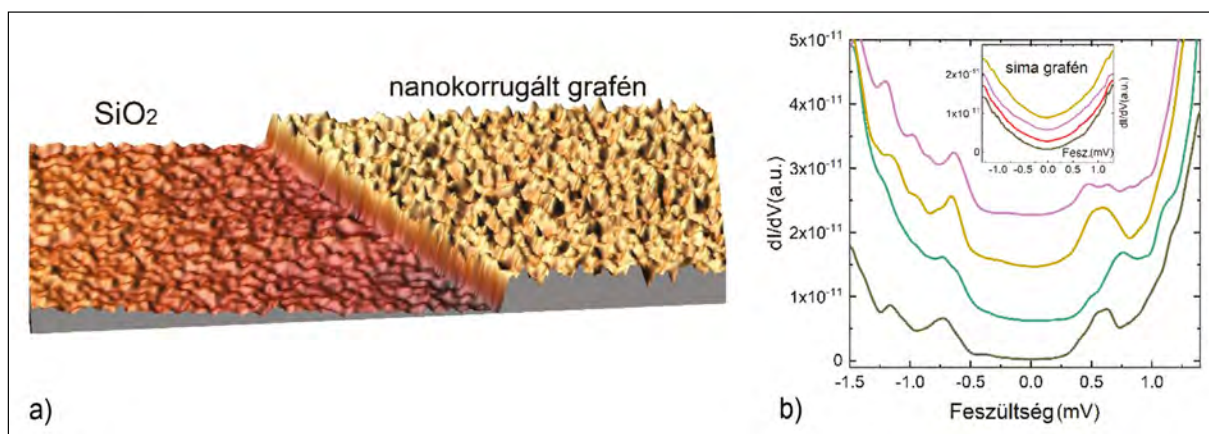 SiO2
nanokorrugált grafén
a)
5x10-11
4x10-11
3x10-11
2x10-11
1x10-11
0
dI/dV(a.u.)
-1.5
-1.0
-0.5
0.0
0.5
1.0
Feszültség (mV)
b)
sima grafén
2x10-11
1x10-11
0
dI/dV(a.u.)
Fesz.(mV)
-1.0
-0.5
0.0
0.5
1.0